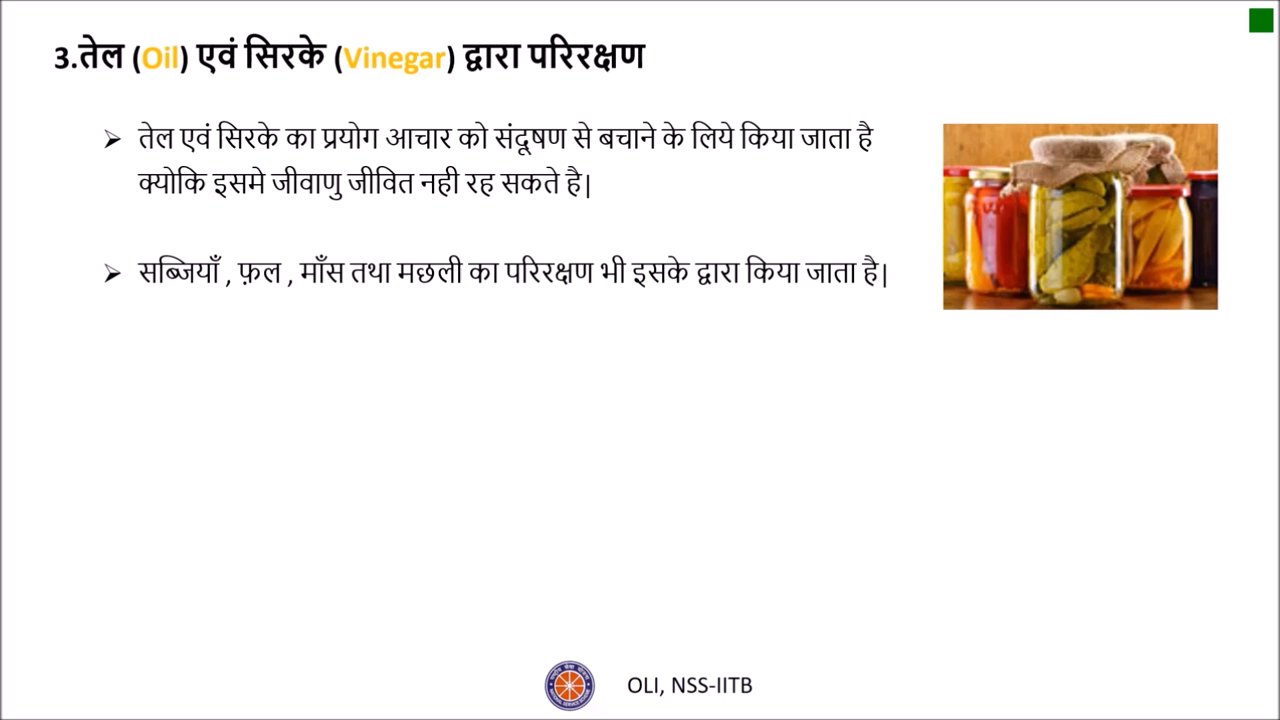 3.तेल (Oil) एवं सिरके (Vinegar) द्वारा परिरक्षण
तेल एवं सिरके का प्रयोग आचार को संदूषण से बचाने के लिये किया जाता है
क्योकि इसमे जीवाणु जीवित नही रह सकते है|
सब्जियाँ , फ़ल , माँस तथा मछली का परिरक्षण भी इसके द्वारा किया जाता है|
OLI, NSS-IITB